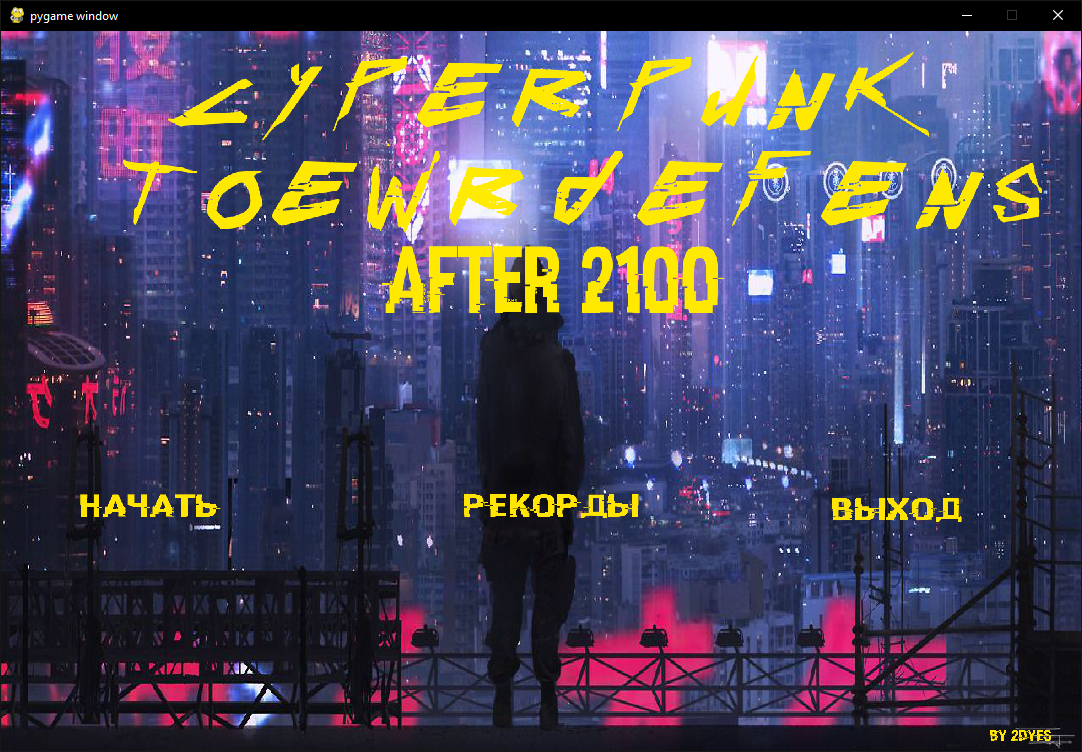 pygame window
CYPERPUNK
TOEWRdEFENS
AFTER 2100
НАЧАТЬ
РЕКОРДЫ
ВЫХОД
BY 2DYES